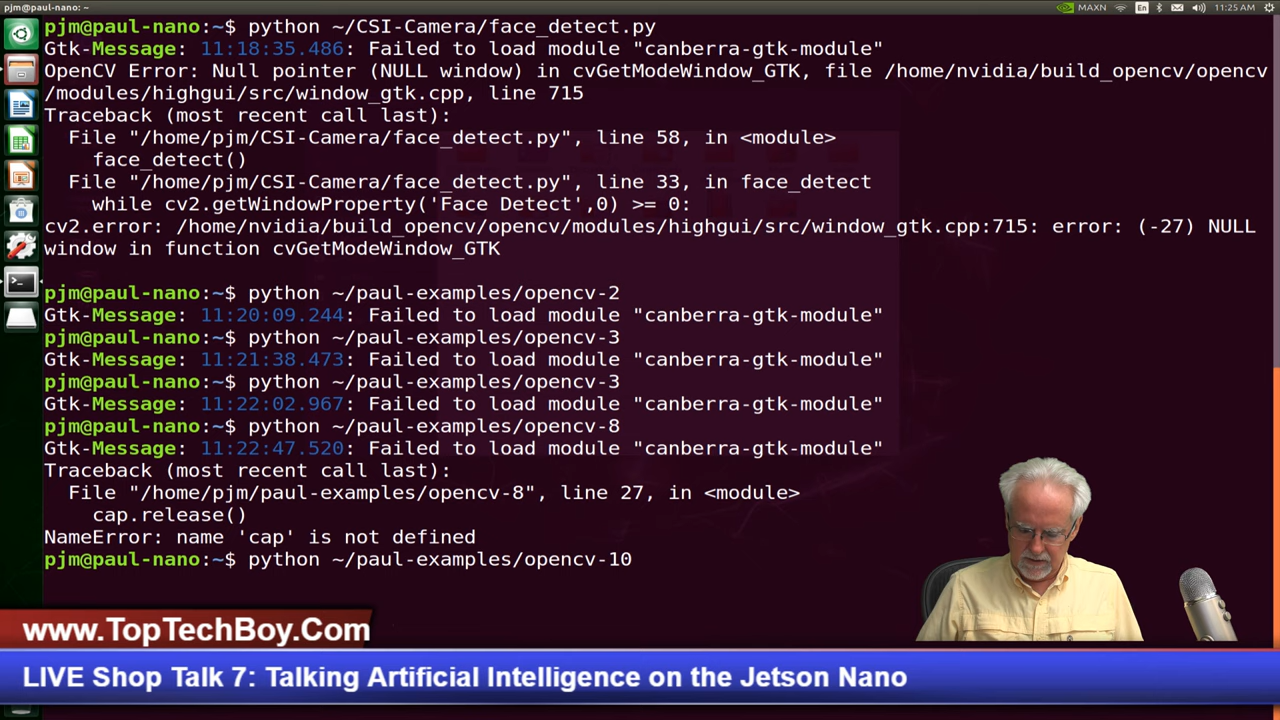 pjm@paul-nano: ~
MAXN
En
11:25 AM
pjm@paul-nano:~$ python ~/CSI-Camera/face_detect.py
Gtk-Message: 11:18:35.486: Failed to load module "canberra-gtk-module"
OpenCV Error: Null pointer (NULL window) in cvGetModeWindow_GTK, file /home/nvidia/build_opencv/opencv
/modules/highgui/src/window_gtk.cpp, line 715
Traceback (most recent call last):
  File "/home/pjm/CSI-Camera/face_detect.py", line 58, in <module>
    face_detect()
  File "/home/pjm/CSI-Camera/face_detect.py", line 33, in face_detect
    while cv2.getWindowProperty('Face Detect',0) >= 0:
cv2.error: /home/nvidia/build_opencv/opencv/modules/highgui/src/window_gtk.cpp:715: error: (-27) NULL
window in function cvGetModeWindow_GTK
pjm@paul-nano:~$ python ~/paul-examples/opencv-2
Gtk-Message: 11:20:09.244: Failed to load module "canberra-gtk-module"
pjm@paul-nano:~$ python ~/paul-examples/opencv-3
Gtk-Message: 11:21:38.473: Failed to load module "canberra-gtk-module"
pjm@paul-nano:~$ python ~/paul-examples/opencv-3
Gtk-Message: 11:22:02.967: Failed to load module "canberra-gtk-module"
pjm@paul-nano:~$ python ~/paul-examples/opencv-8
Gtk-Message: 11:22:47.520: Failed to load module "canberra-gtk-module"
Traceback (most recent call last):
  File "/home/pjm/paul-examples/opencv-8", line 27, in <module>
    cap.release()
NameError: name 'cap' is not defined
pjm@paul-nano:~$ python ~/paul-examples/opencv-10
www.TopTechBoy.Com
LIVE Shop Talk 7: Talking Artificial Intelligence on the Jetson Nano